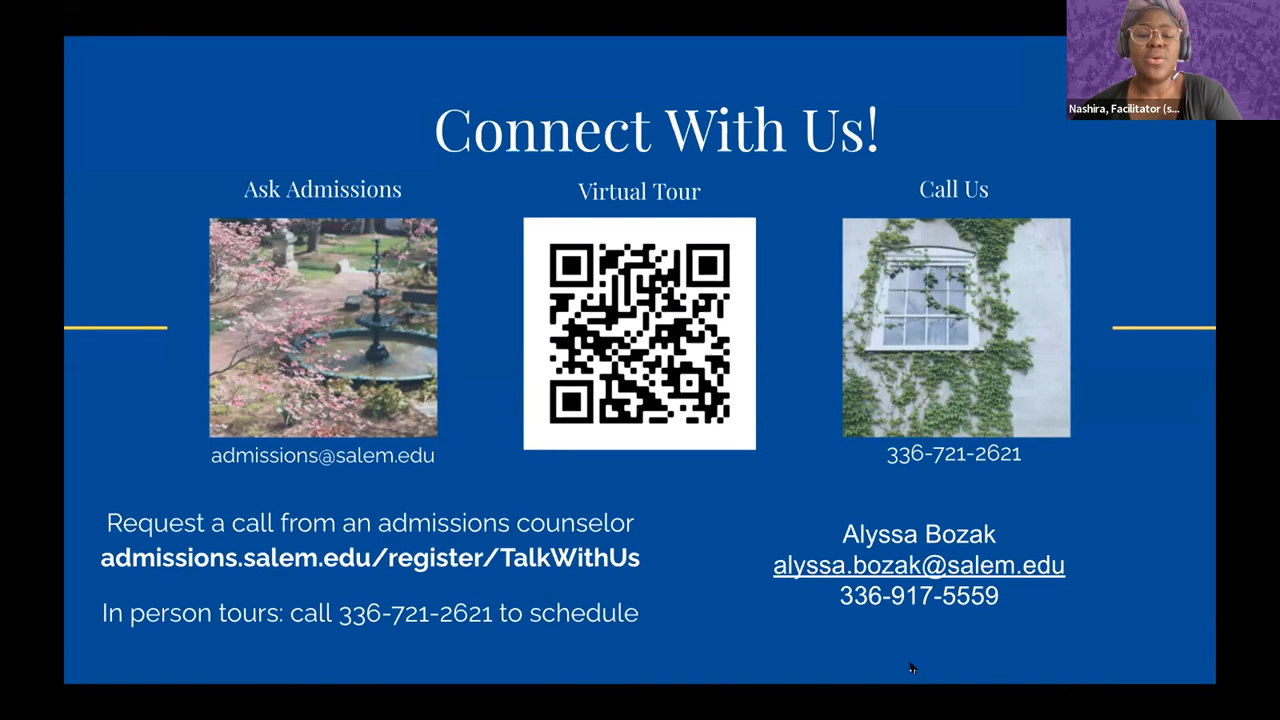 Connect With Us!
Ask Admissions
Virtual Tour
Call Us
admissions@salem.edu
336-721-2621
Request a call from an admissions counselor
admissions.salem.edu/register/TalkWithUs
In person tours: call 336-721-2621 to schedule
Alyssa Bozak
alyssa.bozak@salem.edu
336-917-5559
Nashira, Facilitator (s...